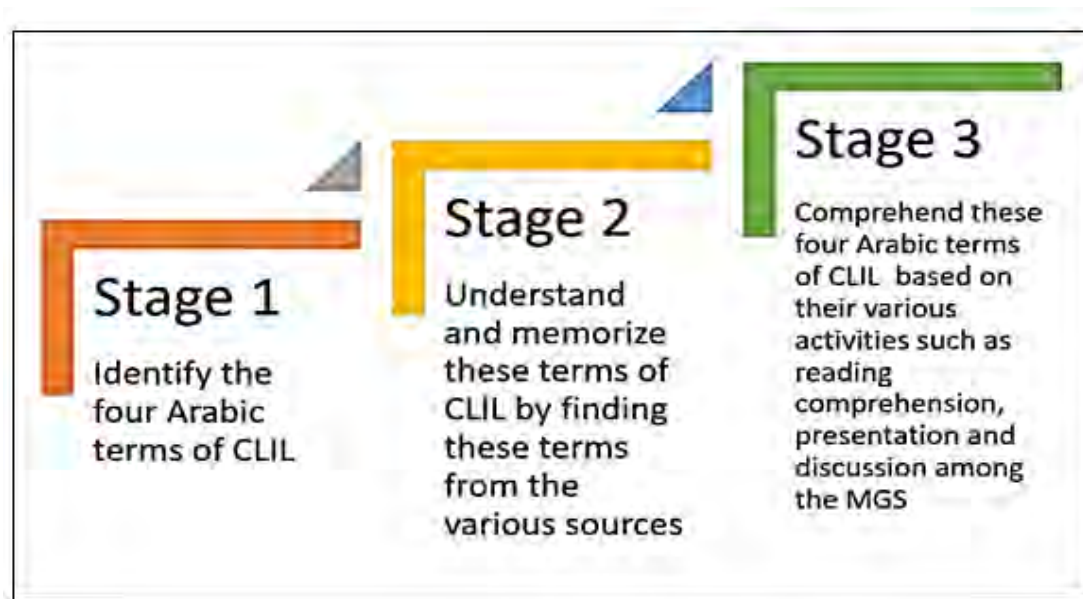 Stage 1
Identify the
four Arabic
terms of CLIL
Stage 2
Understand
and memorize
these terms of
CLIL by finding
these terms
from the
various sources
Stage 3
Comprehend these
four Arabic terms
of CLIL based on
their various
activities such as
reading
comprehension,
presentation and
discussion among
the MGS